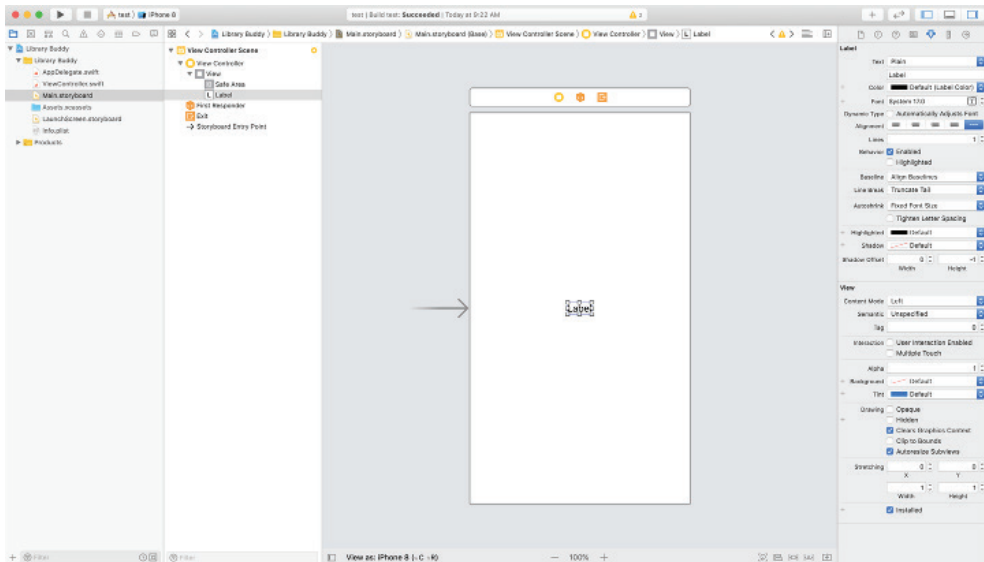 test ⟩ iPhone 8
test | Build test: Succeeded | Today at 9:22 AM
2
Library Buddy ⟩ Library Buddy ⟩ Main.storyboard ⟩ Main.storyboard (Base) ⟩ View Controller Scene ⟩ View Controller ⟩ View ⟩ L Label
Library Buddy
Library Buddy
AppDelegate.swift
ViewController.swift
Main.storyboard
Assets.xcassets
LaunchScreen.storyboard
Info.plist
Products
View Controller Scene
View Controller
View
Safe Area
L Label
First Responder
Exit
Storyboard Entry Point
Label
Label
Text Plain
Label
Color Default (Label Color)
Font System 17.0
Dynamic Type Automatically Adjusts Font
Alignment
Lines 1
Behavior Enabled
Highlighted
Baseline Align Baselines
Line Break Truncate Tail
Autoshrink Fixed Font Size
Tighten Letter Spacing
Highlighted Default
Shadow Default
Shadow Offset 0 -1
Width Height
View
Content Mode Left
Semantic Unspecified
Tag 0
Interaction User Interaction Enabled
Multiple Touch
Alpha 1
Background Default
Tint Default
Drawing Opaque
Hidden
Clears Graphics Context
Clip to Bounds
Autoresize Subviews
Stretching 0 0
X Y
1 1
Width Height
Installed
Filter
Filter
View as: iPhone 8 (wC hR)
100%